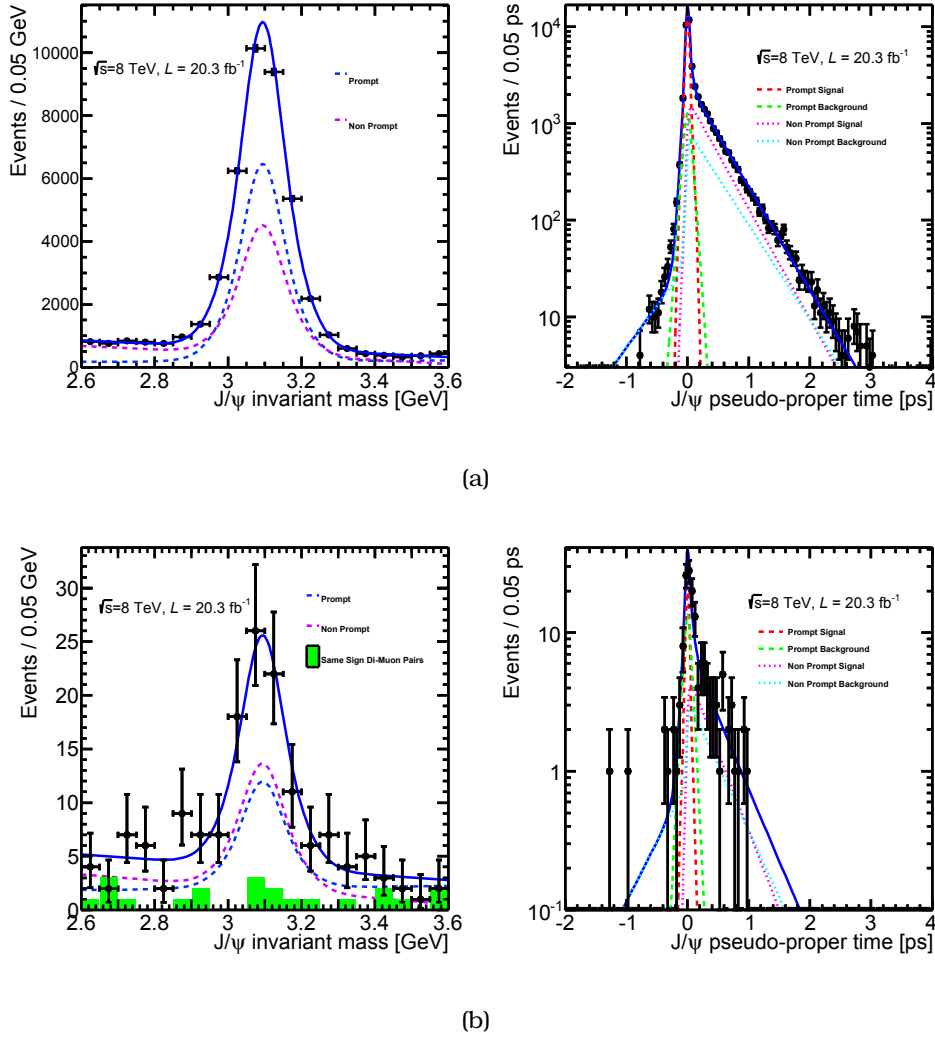 Events / 0.05 GeV
10000
8000
6000
4000
2000
0
√s=8 TeV, L = 20.3 fb⁻¹
Prompt
Non Prompt
2.6 2.8 3 3.2 3.4 3.6
J/ψ invariant mass [GeV]
Events / 0.05 ps
10⁴
10³
10²
10
√s=8 TeV, L = 20.3 fb⁻¹
Prompt Signal
Prompt Background
Non Prompt Signal
Non Prompt Background
-2 -1 0 1 2 3 4
J/ψ pseudo-proper time [ps]
(a)
Events / 0.05 GeV
30
25
20
15
10
5
0
√s=8 TeV, L = 20.3 fb⁻¹
Prompt
Non Prompt
Same Sign Di-Muon Pairs
2.6 2.8 3 3.2 3.4 3.6
J/ψ invariant mass [GeV]
Events / 0.05 ps
10
1
10⁻¹
√s=8 TeV, L = 20.3 fb⁻¹
Prompt Signal
Prompt Background
Non Prompt Signal
Non Prompt Background
-2 -1 0 1 2 3 4
J/ψ pseudo-proper time [ps]
(b)